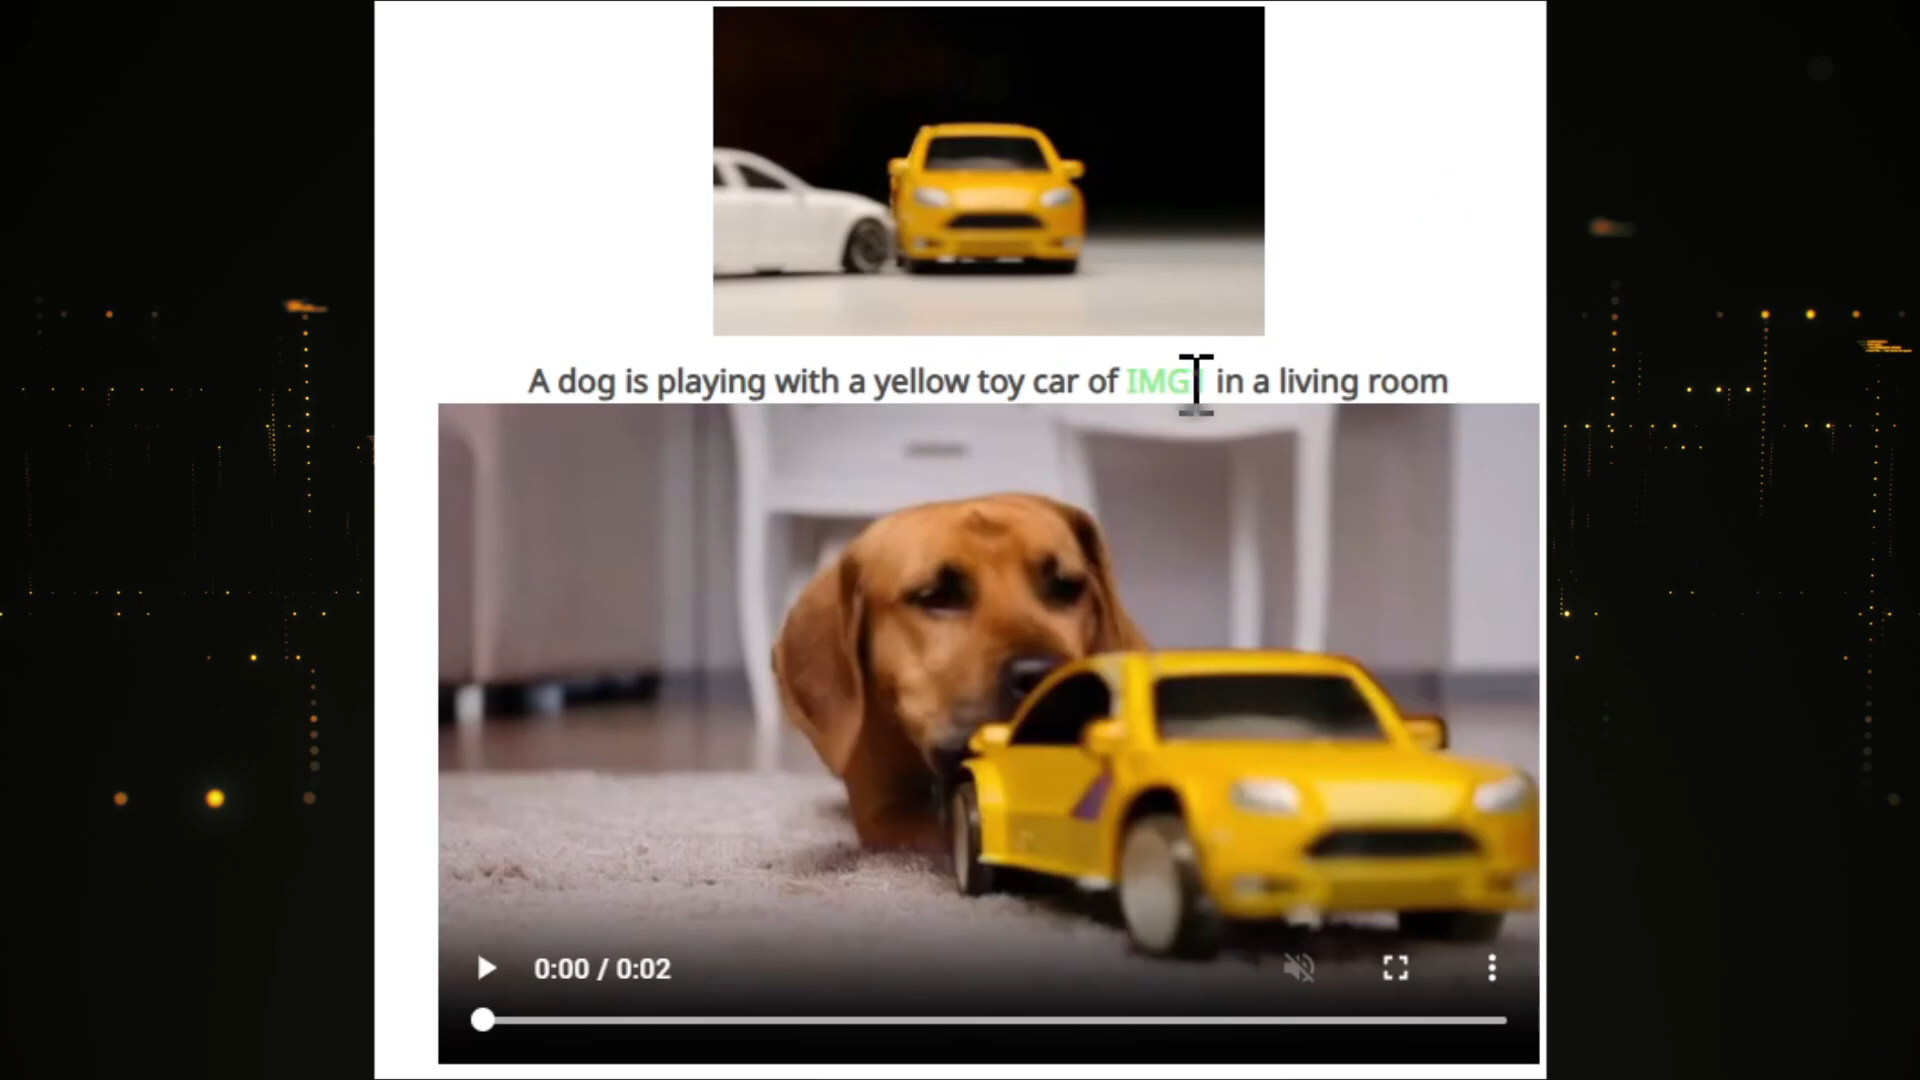 A dog is playing with a yellow toy car of IMG in a living room
0:00 / 0:02